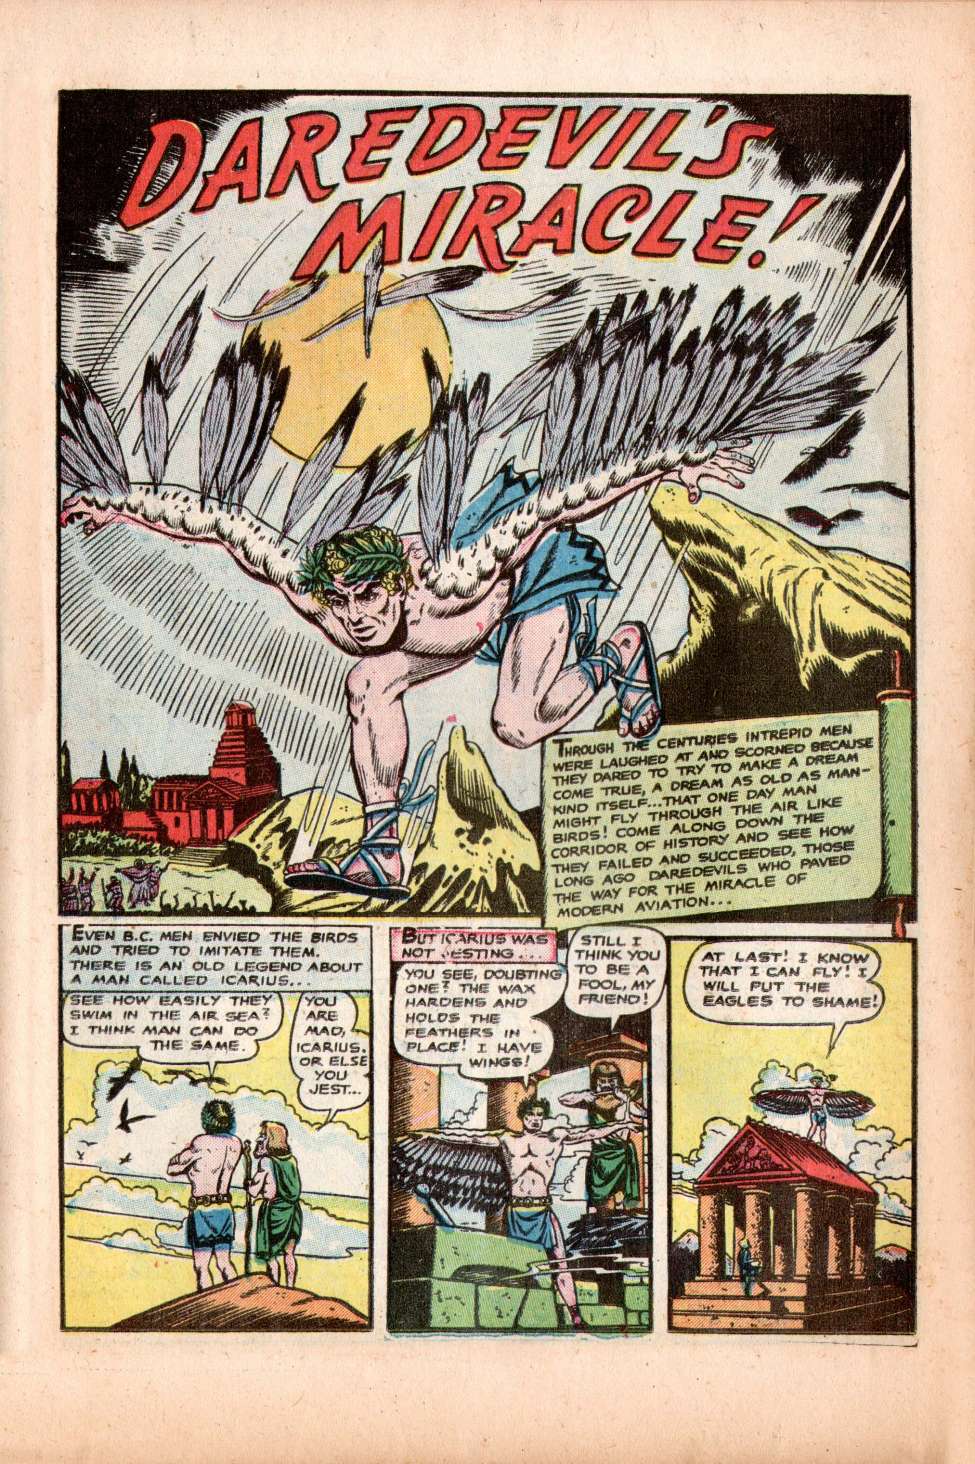 DAREDEVIL'S
MIRACLE!
THROUGH THE CENTURIES INTREPID MEN
WERE LAUGHED AT AND SCORNED BECAUSE
THEY DARED TO TRY TO MAKE A DREAM
COME TRUE, A DREAM AS OLD AS MAN-
KIND ITSELF...THAT ONE DAY MAN
MIGHT FLY THROUGH THE AIR LIKE
BIRDS! COME ALONG DOWN THE
CORRIDOR OF HISTORY AND SEE HOW
THEY FAILED AND SUCCEEDED, THOSE
LONG AGO DAREDEVILS WHO PAVED
THE WAY FOR THE MIRACLE OF
MODERN AVIATION...
EVEN B.C. MEN ENVIED THE BIRDS
AND TRIED TO IMITATE THEM.
THERE IS AN OLD LEGEND ABOUT
A MAN CALLED ICARIUS...
SEE HOW EASILY THEY
SWIM IN THE AIR SEA?
I THINK MAN CAN DO
THE SAME.
YOU
ARE
MAD,
ICARIUS,
OR ELSE
YOU
JEST...
BUT ICARIUS WAS
NOT JESTING...
YOU SEE, DOUBTING
ONE? THE WAX
HARDENS AND
HOLDS THE
FEATHERS IN
PLACE! I HAVE
WINGS!
STILL I
THINK YOU
TO BE A
FOOL, MY
FRIEND!
AT LAST! I KNOW
THAT I CAN FLY! I
WILL PUT THE
EAGLES TO SHAME!